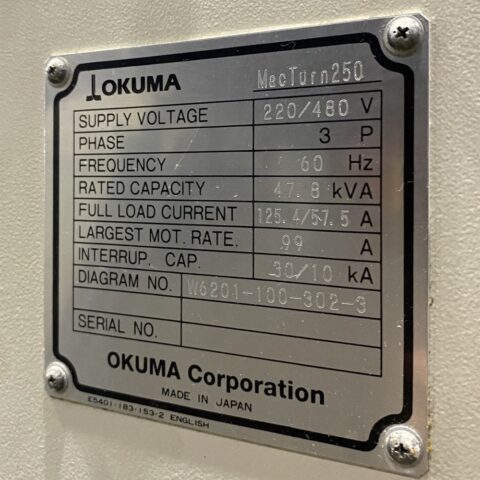 OKUMA MacTurn250
SUPPLY VOLTAGE 220/480 V
PHASE 3 P
FREQUENCY 60 Hz
RATED CAPACITY 47.8 kVA
FULL LOAD CURRENT 125.4/57.5 A
LARGEST MOT. RATE. 99 A
INTERRUP. CAP. 30/10 kA
DIAGRAM NO. W6201-100-302-3
SERIAL NO.
OKUMA Corporation
MADE IN JAPAN
E5401-183-153-2 ENGLISH